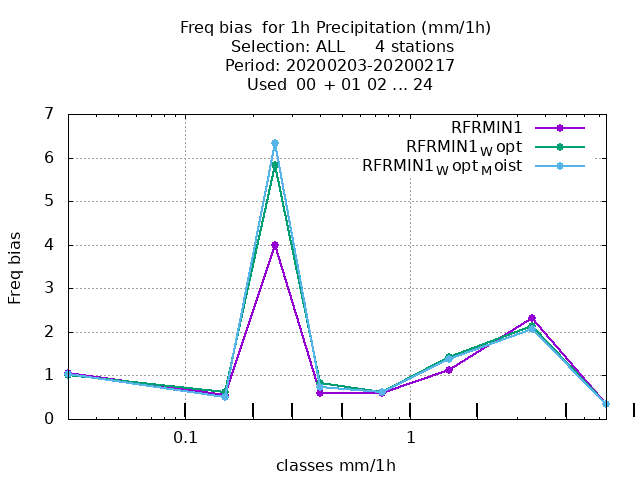 Freq bias  for 1h Precipitation (mm/1h)
Selection: ALL      4 stations
Period: 20200203-20200217
Used  00 + 01 02 ... 24
RFRMIN1
RFRMIN1_W opt
RFRMIN1_W opt_M oist
7
6
5
4
3
2
1
0
Freq bias
0.1 1
classes mm/1h